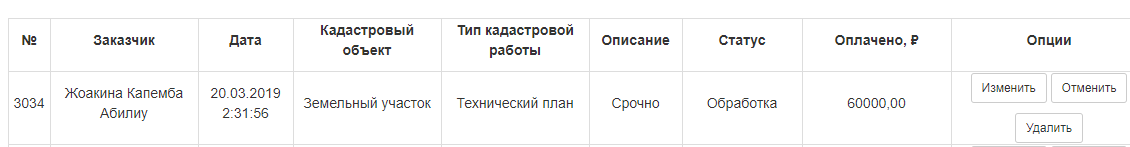 № Заказчик Дата Кадастровый объект Тип кадастровой работы Описание Статус Оплачено, ₽ Опции
3034 Жоакина Капемба Абилиу 20.03.2019 2:31:56 Земельный участок Технический план Срочно Обработка 60000,00 Изменить Отменить
Удалить